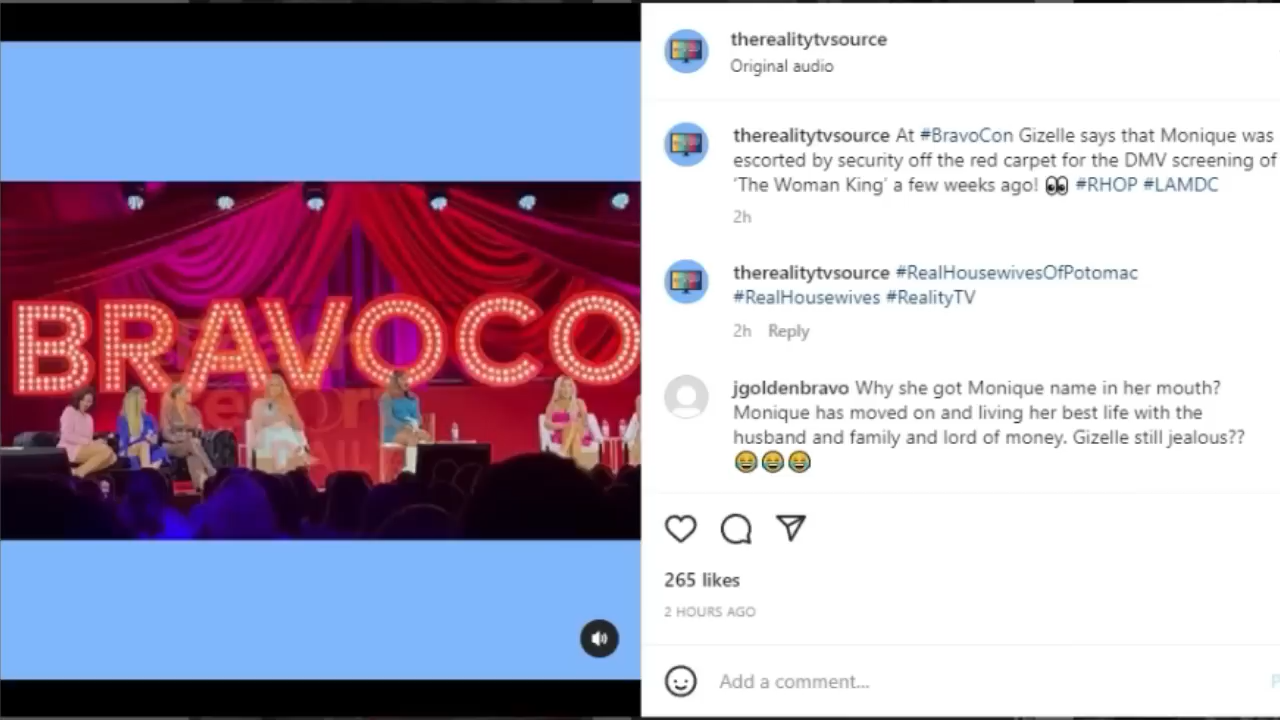 BRAVOCO
therealitytvsource
Original audio
therealitytvsource At #BravoCon Gizelle says that Monique was
escorted by security off the red carpet for the DMV screening of
'The Woman King' a few weeks ago! 👀 #RHOP #LAMDC
2h
therealitytvsource #RealHousewivesOfPotomac
#RealHousewives #RealityTV
2h Reply
jgoldenbravo Why she got Monique name in her mouth?
Monique has moved on and living her best life with the
husband and family and lord of money. Gizelle still jealous??
😂😂😂
265 likes
2 HOURS AGO
Add a comment...